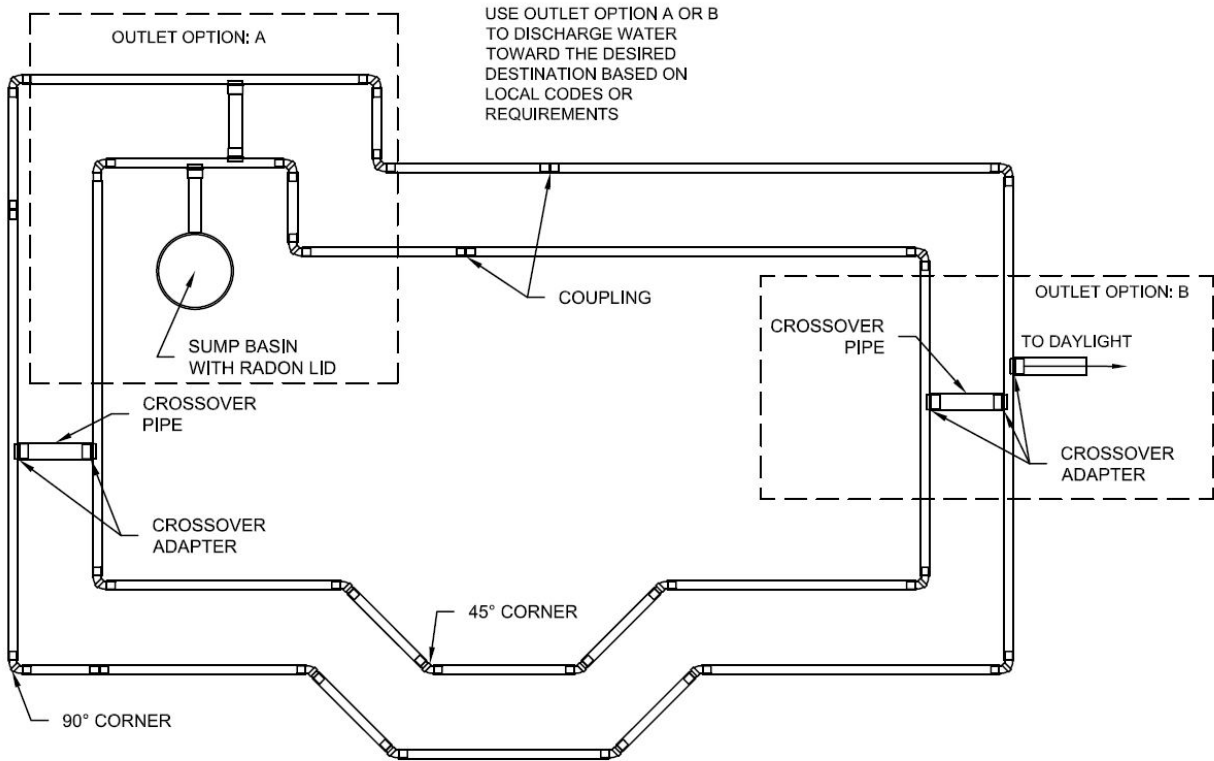 OUTLET OPTION: A
USE OUTLET OPTION A OR B
TO DISCHARGE WATER
TOWARD THE DESIRED
DESTINATION BASED ON
LOCAL CODES OR
REQUIREMENTS
COUPLING
OUTLET OPTION: B
CROSSOVER
PIPE
TO DAYLIGHT
SUMP BASIN
WITH RADON LID
CROSSOVER
PIPE
CROSSOVER
ADAPTER
CROSSOVER
ADAPTER
45° CORNER
90° CORNER